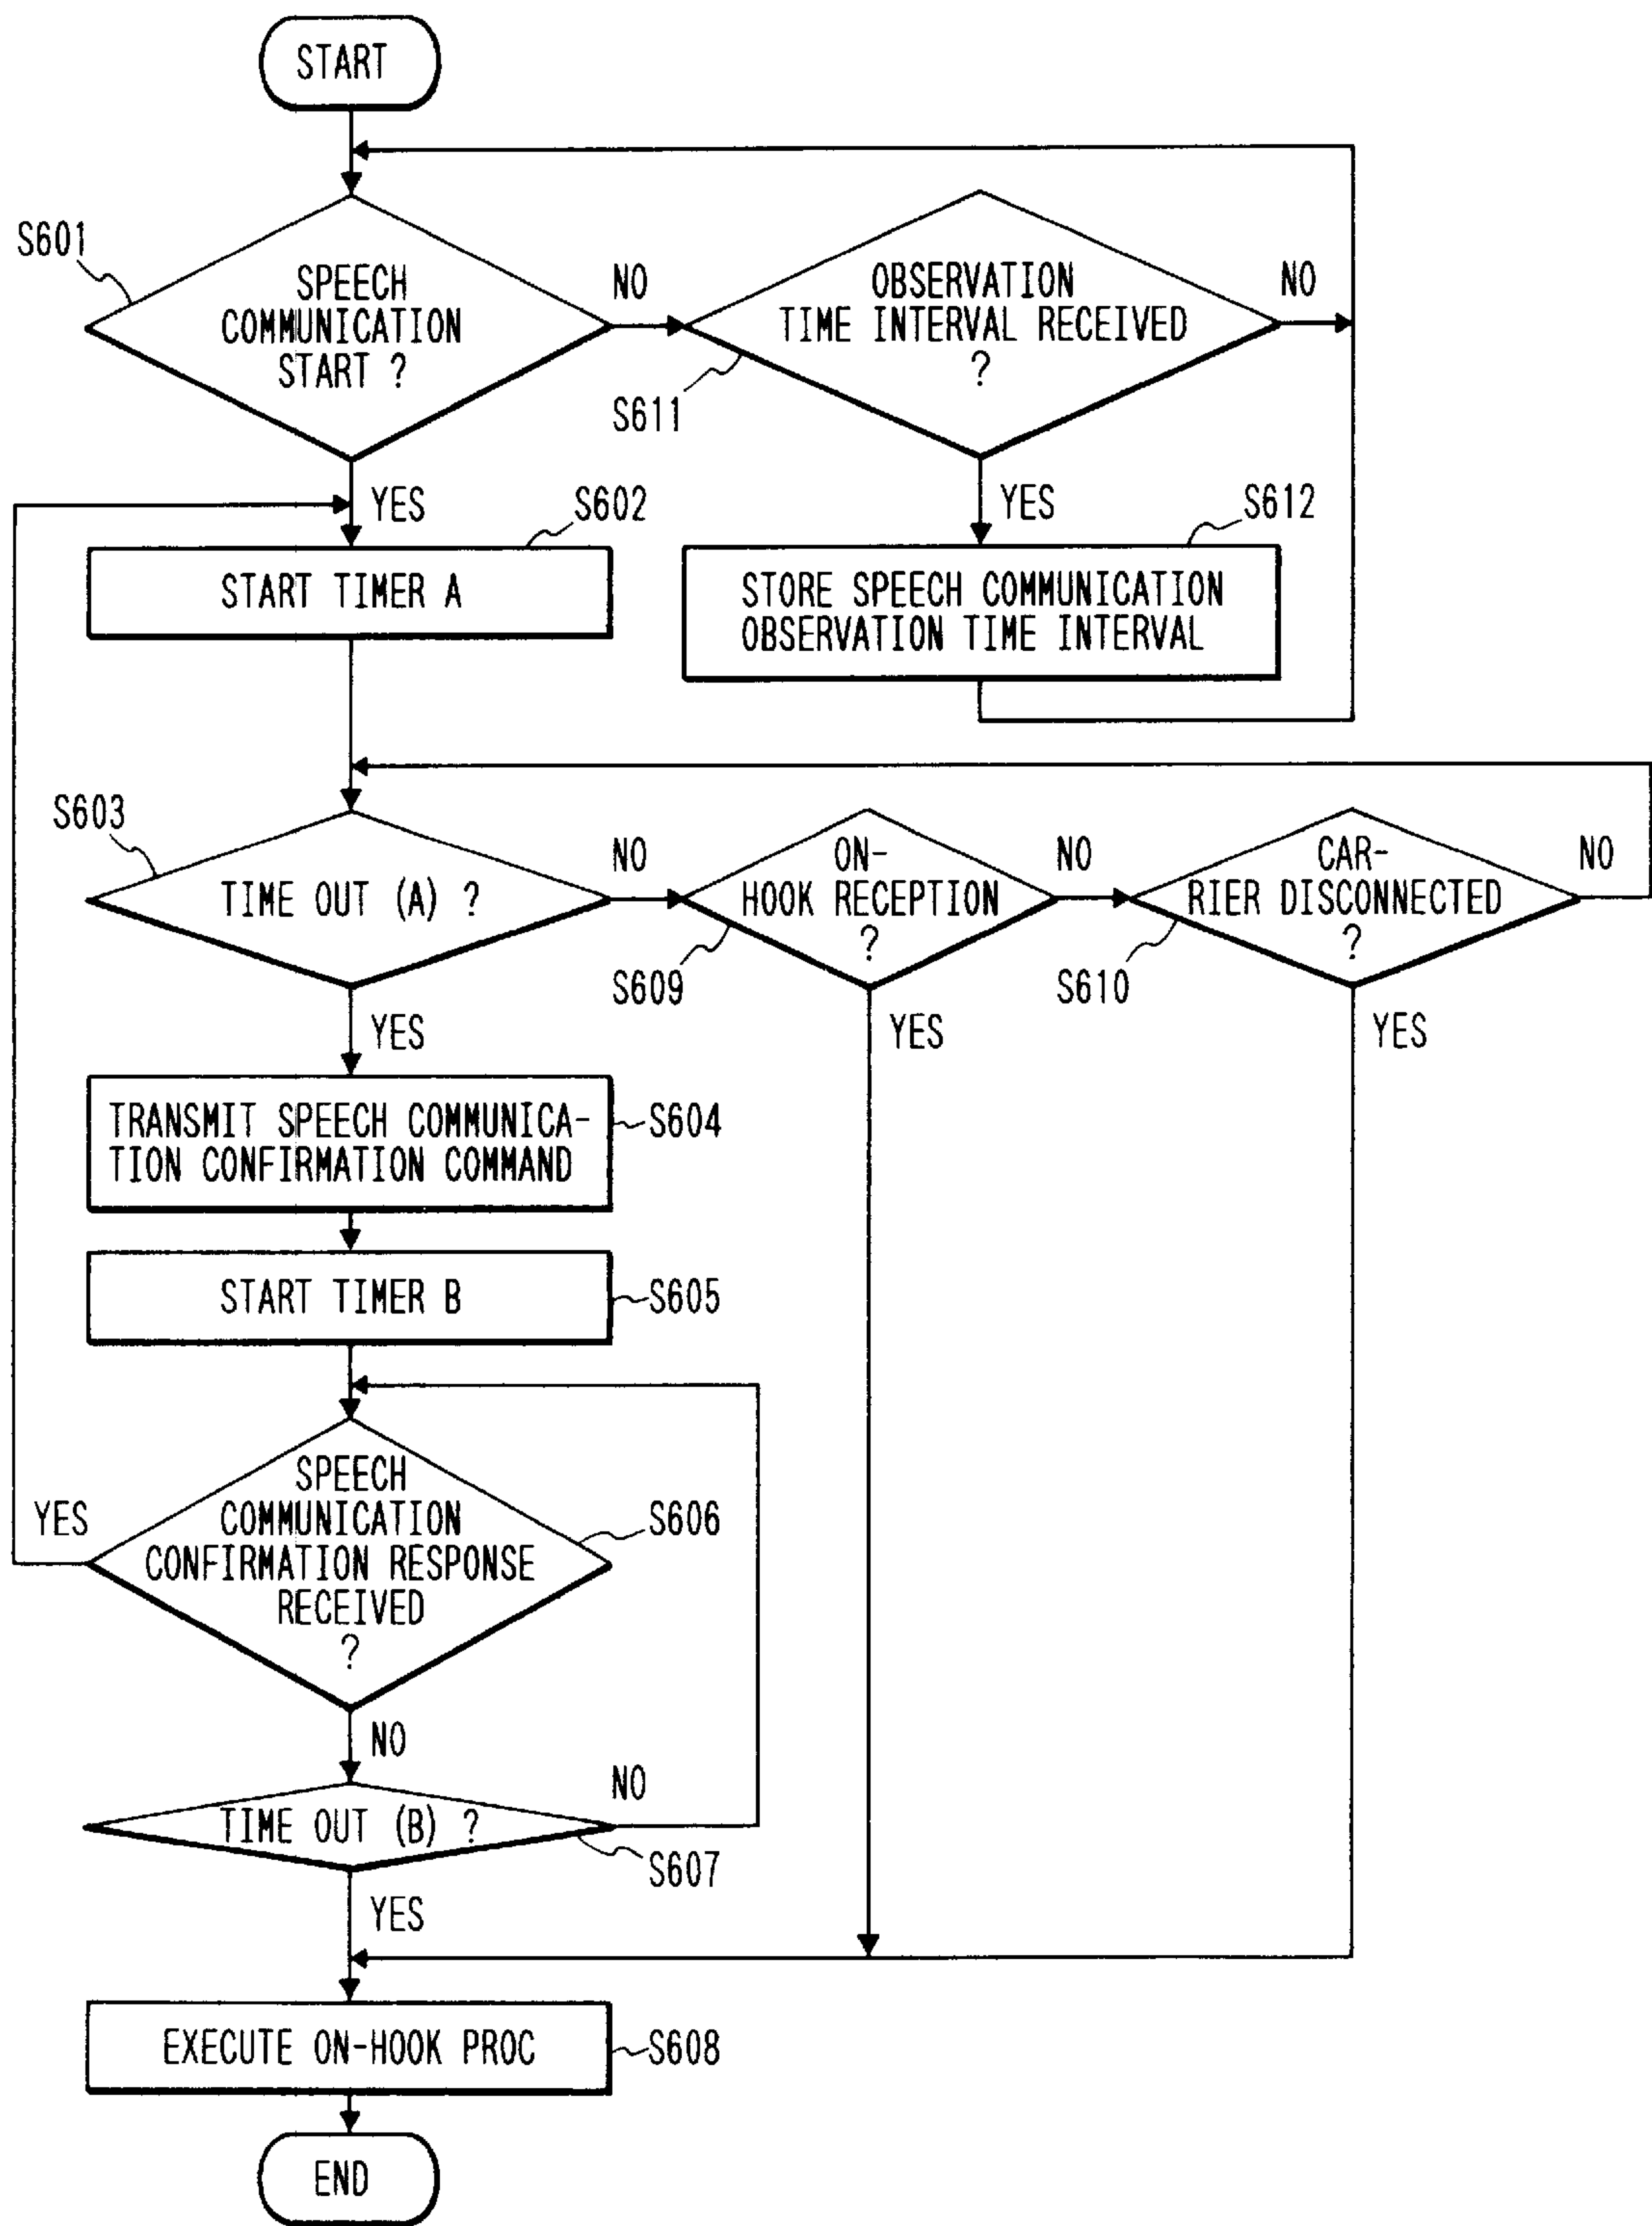 START
S601
SPEECH
COMMUNICATION
START ?
NO
OBSERVATION
TIME INTERVAL RECEIVED
?
NO
S611
YES
S602
START TIMER A
YES
S612
STORE SPEECH COMMUNICATION
OBSERVATION TIME INTERVAL
S603
TIME OUT (A) ?
NO
ON-
HOOK RECEPTION
?
NO
CAR-
RIER DISCONNECTED
?
NO
S609
S610
YES
YES
YES
TRANSMIT SPEECH COMMUNICA-
TION CONFIRMATION COMMAND
S604
START TIMER B
S605
SPEECH
COMMUNICATION
CONFIRMATION RESPONSE
RECEIVED
?
YES
S606
NO
TIME OUT (B) ?
NO
S607
YES
EXECUTE ON-HOOK PROC
S608
END